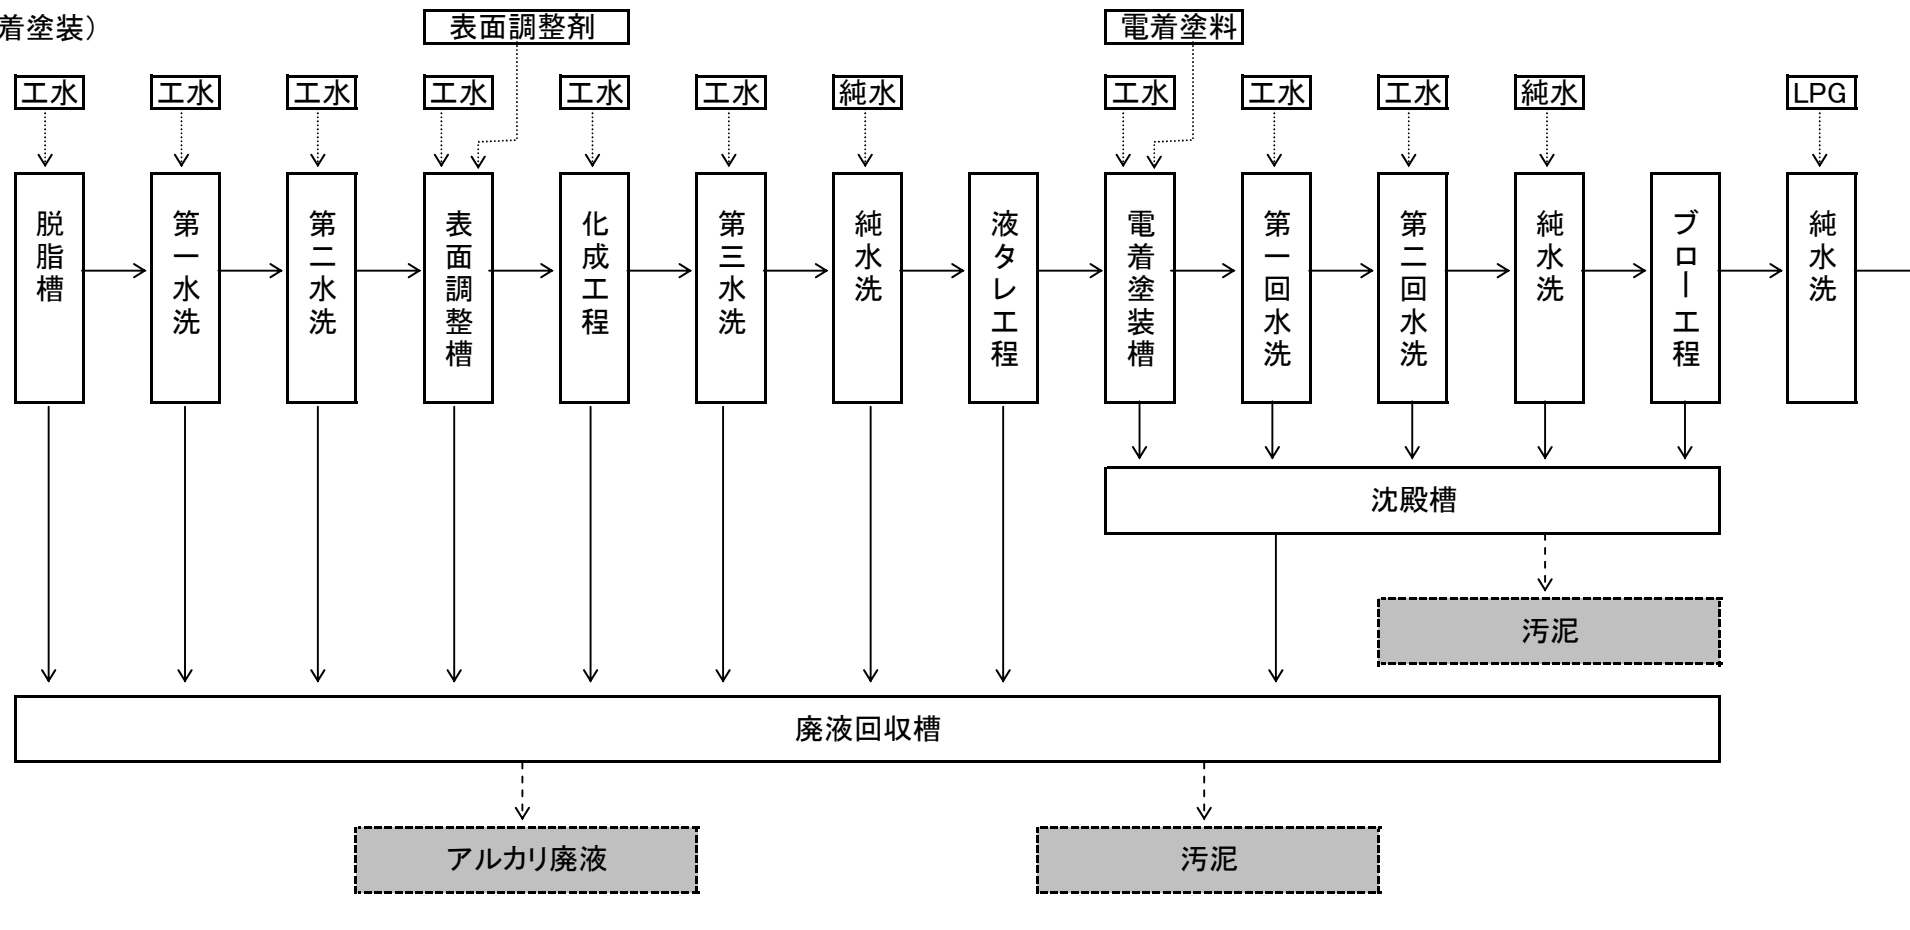 着塗装)
表面調整剤
電着塗料
工水
工水
工水
工水
工水
工水
純水
工水
工水
工水
純水
LPG
脱脂槽
第一水洗
第二水洗
表面調整槽
化成工程
第三水洗
純水洗
液タレ工程
電着塗装槽
第一回水洗
第二回水洗
純水洗
ブロー工程
純水洗
沈殿槽
汚泥
廃液回収槽
アルカリ廃液
汚泥